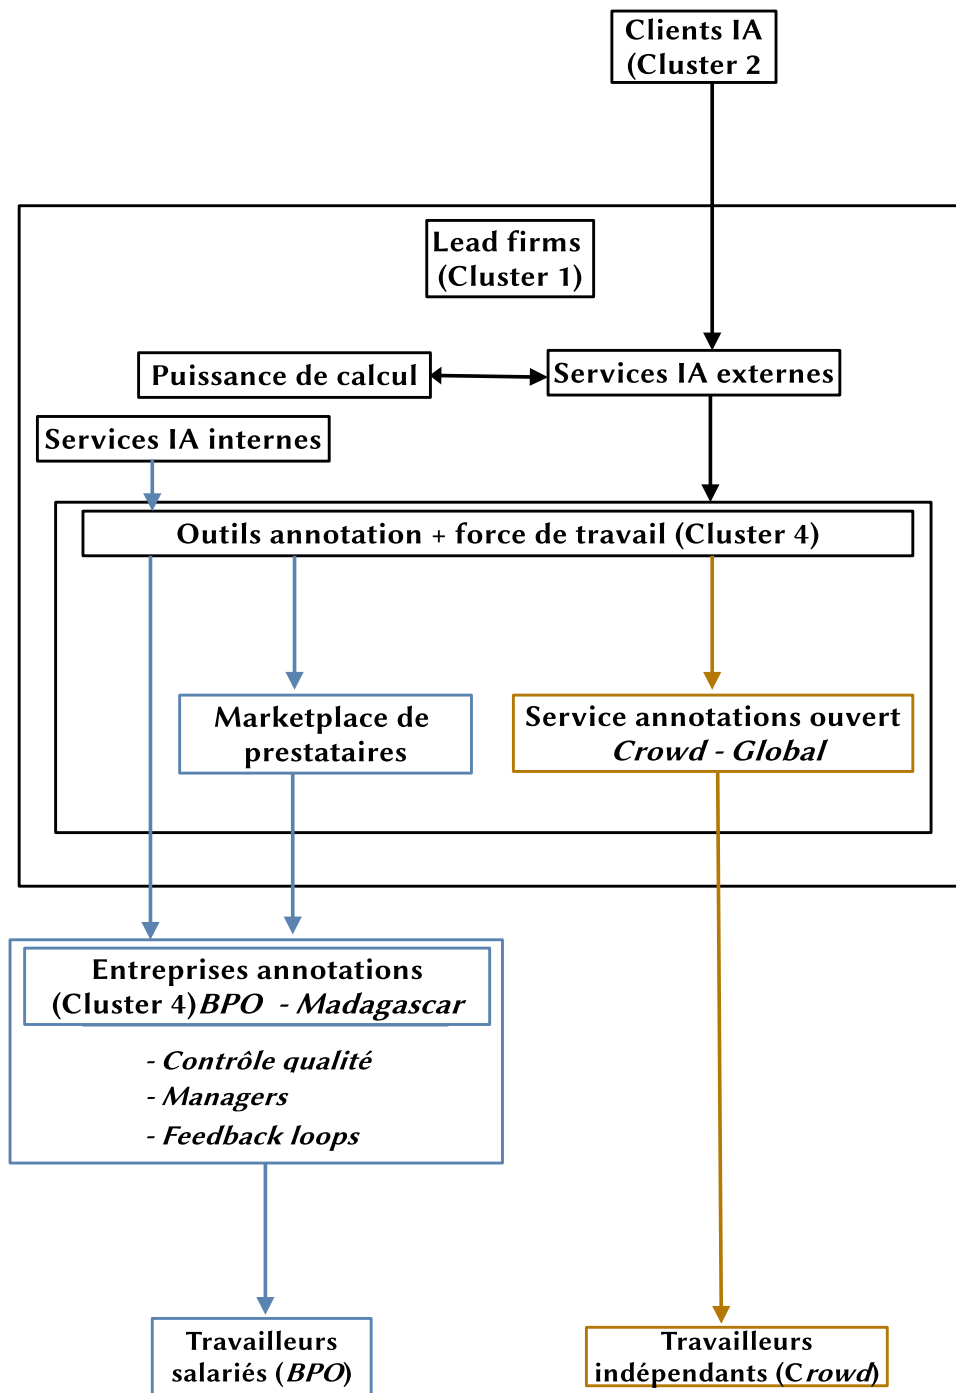 Clients IA
(Cluster 2
Lead firms
(Cluster 1)
Puissance de calcul
Services IA externes
Services IA internes
Outils annotation + force de travail (Cluster 4)
Marketplace de
prestataires
Service annotations ouvert
Crowd - Global
Entreprises annotations
(Cluster 4) BPO - Madagascar
- Contrôle qualité
- Managers
- Feedback loops
Travailleurs
salariés (BPO)
Travailleurs
indépendants (Crowd)